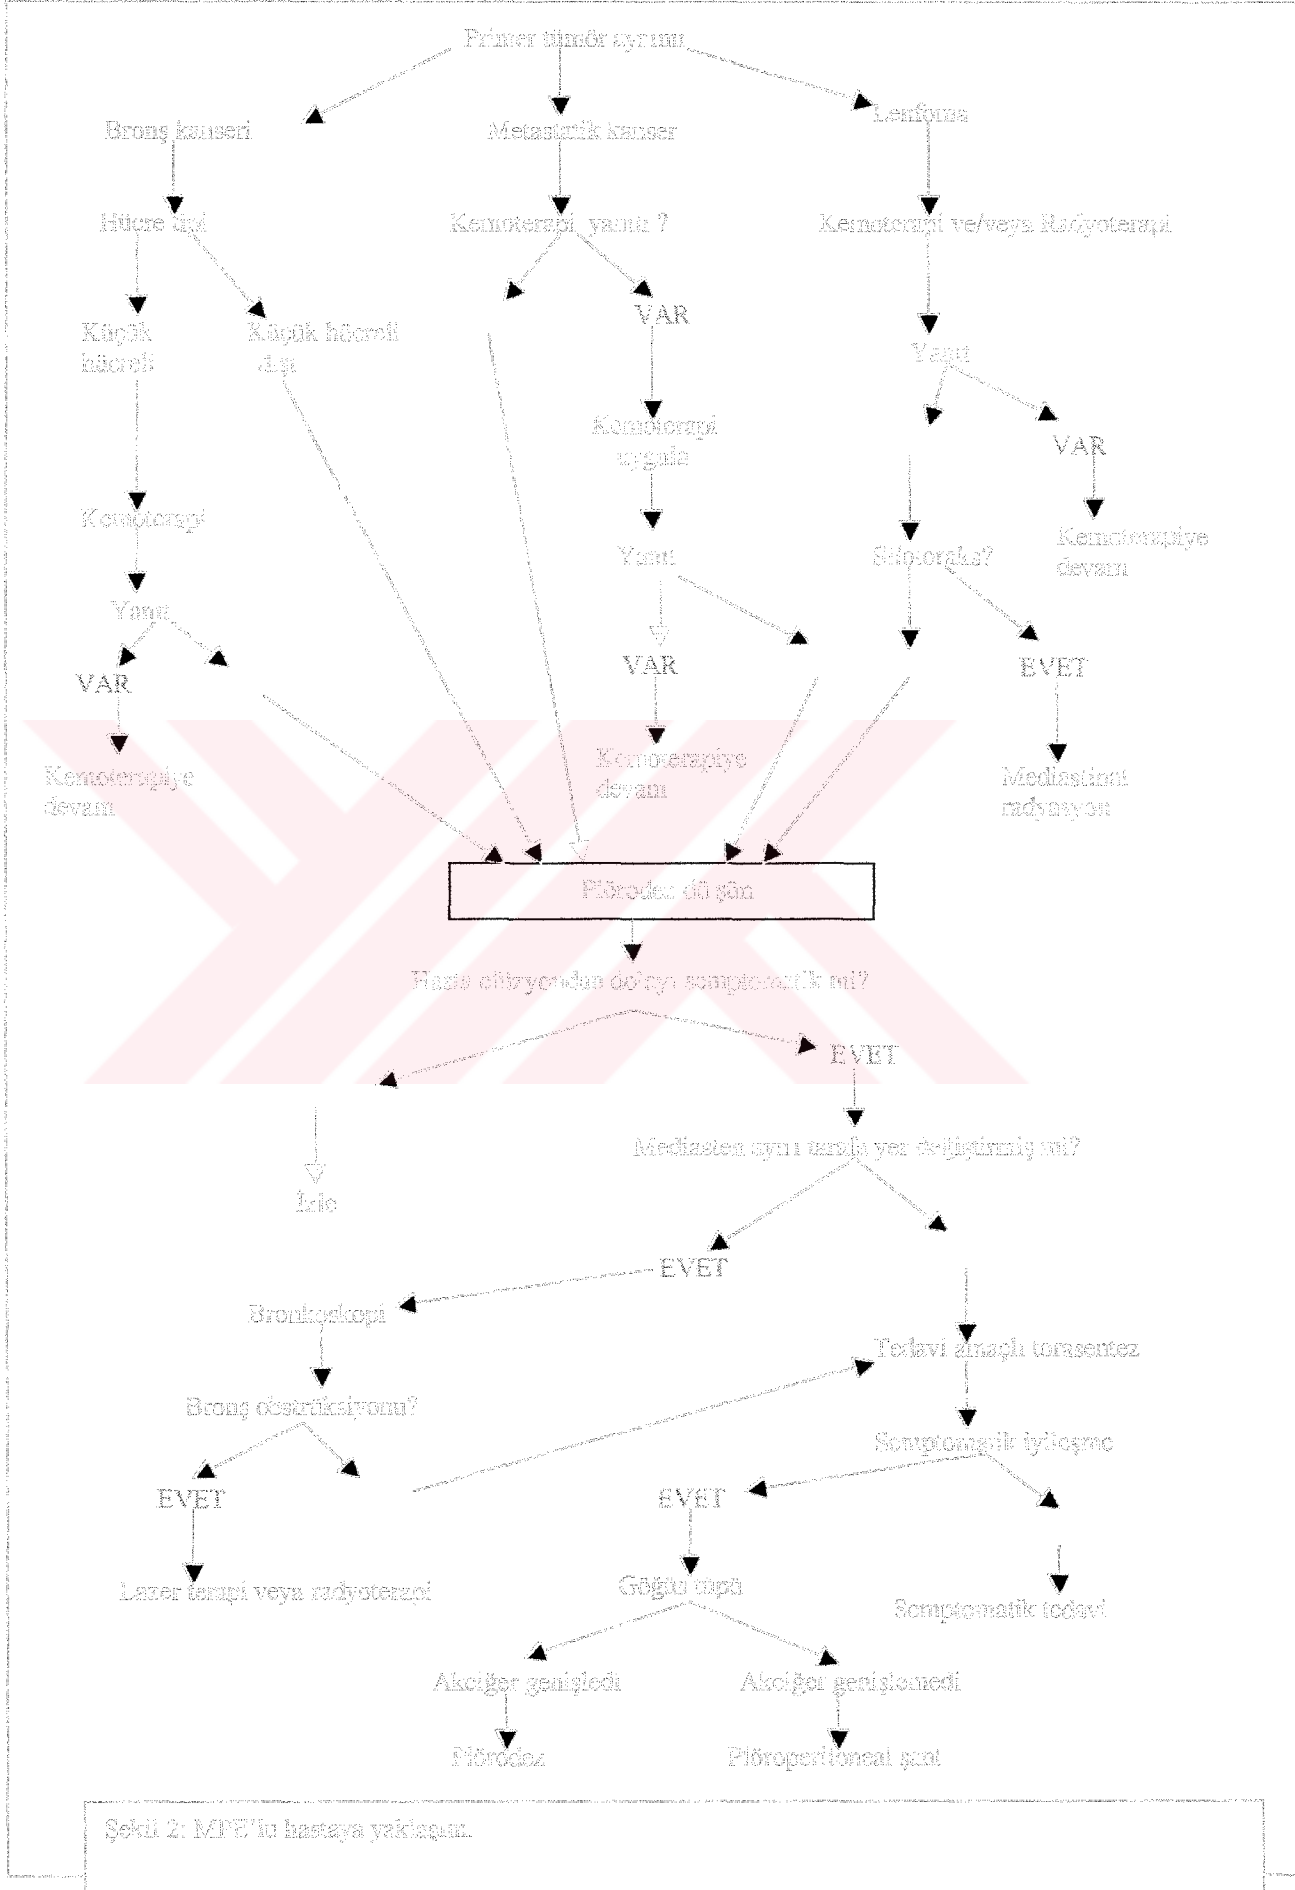 Primer tümör ayrımı
Bronş kanseri
Metastatik kanser
Lenfoma
Hücre tipi
Kemoterapi yanıtı ?
Kemoterapi ve/veya Radyoterapi
VAR
Küçük
hücreli
Küçük hücreli
dışı
Yanıt
Kemoterapi
uygula
VAR
Kemoterapi
Yanıt
Şilotoraks?
Kemoterapiye
devam
Yanıt
VAR
VAR
EVET
Kemoterapiye
devam
Kemoterapiye
devam
Mediastinal
radyasyon
Plörodez dü şün
Hasta efüzyondan dolayı semptomatik mi?
EVET
Mediasten aynı tarafa yer değiştirmiş mi?
İzle
EVET
Bronkoskopi
Tedavi amaçlı torasentez
Bronş obstrüksiyonu?
Semptomatik iyileşme
EVET
EVET
Lazer terapi veya radyoterapi
Göğüs tüpü
Semptomatik tedavi
Akciğer genişledi
Akciğer genişlemedi
Plörodez
Plöroperitoneal şant
Şekil 2: MPE'lu hastaya yaklaşım.